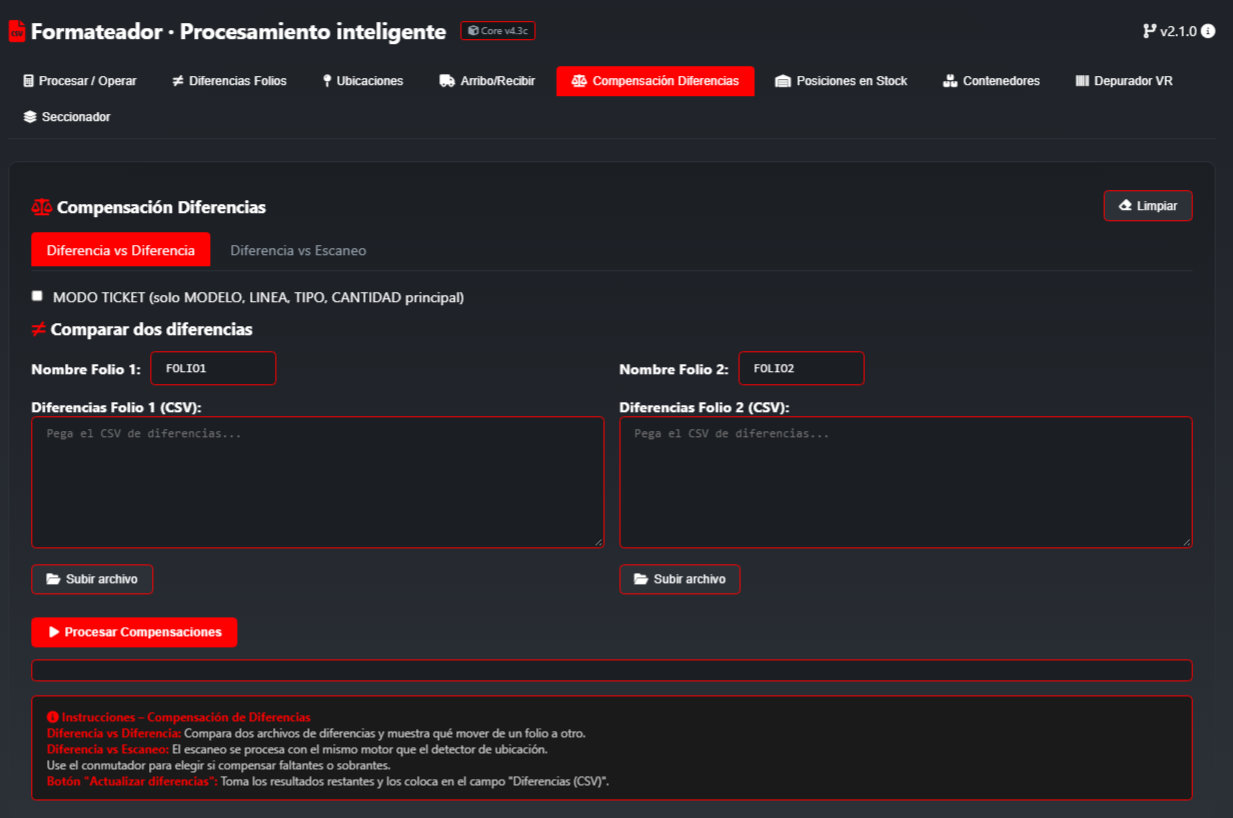 CSV Formateador · Procesamiento inteligente Core v4.3c v2.1.0
Procesar / Operar Diferencias Folios Ubicaciones Arribo/Recibir Compensación Diferencias Posiciones en Stock Contenedores Depurador VR
Seccionador
Compensación Diferencias Limpiar
Diferencia vs Diferencia Diferencia vs Escaneo
MODO TICKET (solo MODELO, LINEA, TIPO, CANTIDAD principal)
Comparar dos diferencias
Nombre Folio 1: FOLIO1 Nombre Folio 2: FOLIO2
Diferencias Folio 1 (CSV): Diferencias Folio 2 (CSV):
Pega el CSV de diferencias... Pega el CSV de diferencias...
Subir archivo Subir archivo
Procesar Compensaciones
Instrucciones – Compensación de Diferencias
Diferencia vs Diferencia: Compara dos archivos de diferencias y muestra qué mover de un folio a otro.
Diferencia vs Escaneo: El escaneo se procesa con el mismo motor que el detector de ubicación.
Use el conmutador para elegir si compensar faltantes o sobrantes.
Botón "Actualizar diferencias": Toma los resultados restantes y los coloca en el campo "Diferencias (CSV)".